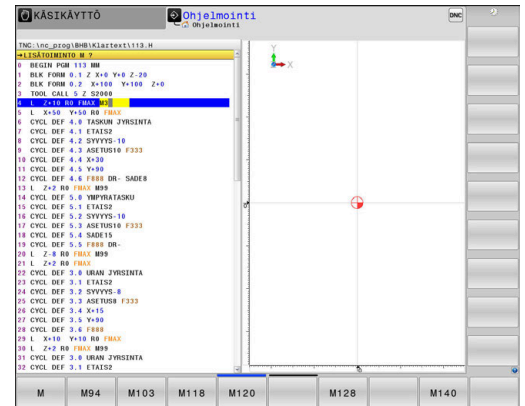 KÄSIKÄYTTÖ
Ohjelmointi
Ohjelmointi
DNC
TNC:\nc_prog\BHB\Klartext\113.H
→LISÄTOIMINTO M ?
0 BEGIN PGM 113 MM
1 BLK FORM 0.1 Z X+0 Y+0 Z-20
2 BLK FORM 0.2 X+100 Y+100 Z+0
3 TOOL CALL 5 Z S2000
4 L Z+10 R0 FMAX M3
5 L X+50 Y+50 R0 FMAX
6 CYCL DEF 4.0 TASKUN JYRSINTA
7 CYCL DEF 4.1 ETAIS2
8 CYCL DEF 4.2 SYVYYS-10
9 CYCL DEF 4.3 ASETUS10 F333
10 CYCL DEF 4.4 X+30
11 CYCL DEF 4.5 Y+90
12 CYCL DEF 4.6 F888 DR- SADE8
13 L Z+2 R0 FMAX M99
14 CYCL DEF 5.0 YMPYRATASKU
15 CYCL DEF 5.1 ETAIS2
16 CYCL DEF 5.2 SYVYYS-10
17 CYCL DEF 5.3 ASETUS10 F333
18 CYCL DEF 5.4 SADE15
19 CYCL DEF 5.5 F888 DR-
20 L Z-8 R0 FMAX M99
21 L Z+2 R0 FMAX
22 CYCL DEF 3.0 URAN JYRSINTA
23 CYCL DEF 3.1 ETAIS2
24 CYCL DEF 3.2 SYVYYS-8
25 CYCL DEF 3.3 ASETUS8 F333
26 CYCL DEF 3.4 X+15
27 CYCL DEF 3.5 Y+90
28 CYCL DEF 3.6 F888
29 L X+10 Y+10 R0 FMAX
30 L Z+2 R0 FMAX M99
31 CYCL DEF 3.0 URAN JYRSINTA
32 CYCL DEF 3.1 ETAIS2
Y
X
0
0
M
M94
M103
M118
M120
M128
M140